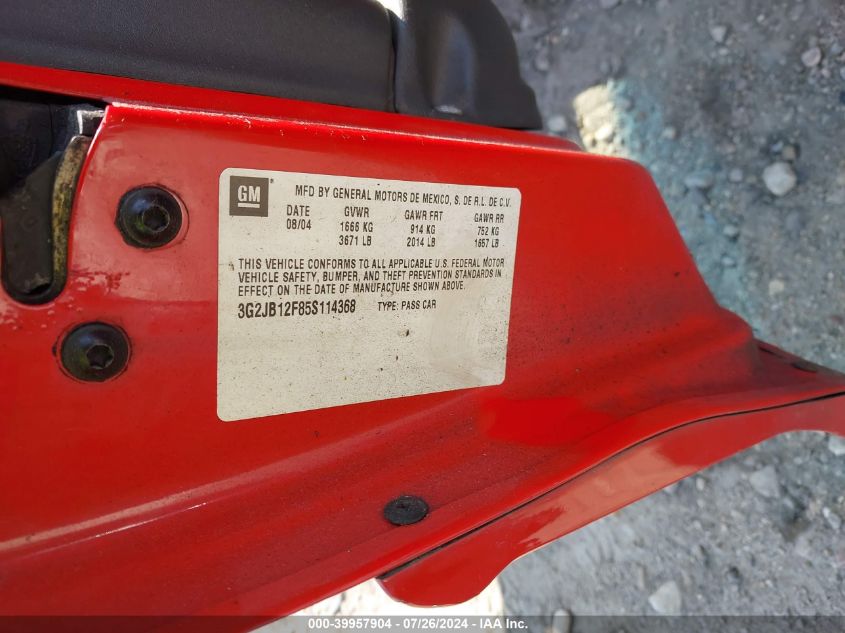 GM
MFD BY GENERAL MOTORS DE MEXICO, S. DE R.L. DE C.V.
DATE GVWR GAWR FRT GAWR RR
08/04 1666 KG 914 KG 752 KG
3671 LB 2014 LB 1657 LB
THIS VEHICLE CONFORMS TO ALL APPLICABLE U.S. FEDERAL MOTOR
VEHICLE SAFETY, BUMPER, AND THEFT PREVENTION STANDARDS IN
EFFECT ON THE DATE OF MANUFACTURE SHOWN ABOVE.
3G2JB12F85S114368 TYPE: PASS CAR
000-39957904 - 07/26/2024 - IAA Inc.